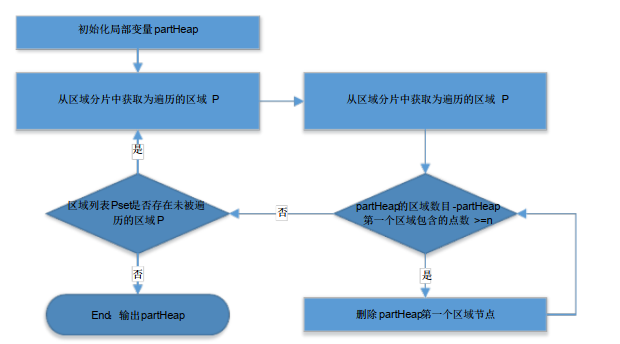 初始化局部变量partHeap
从区域分片中获取为遍历的区域 P
从区域分片中获取为遍历的区域 P
是
区域列表Pset是否存在未被遍
历的区域P
否
partHeap的区域数目-partHeap
第一个区域包含的点数 >=n
否
是
End：输出partHeap
删除partHeap第一个区域节点